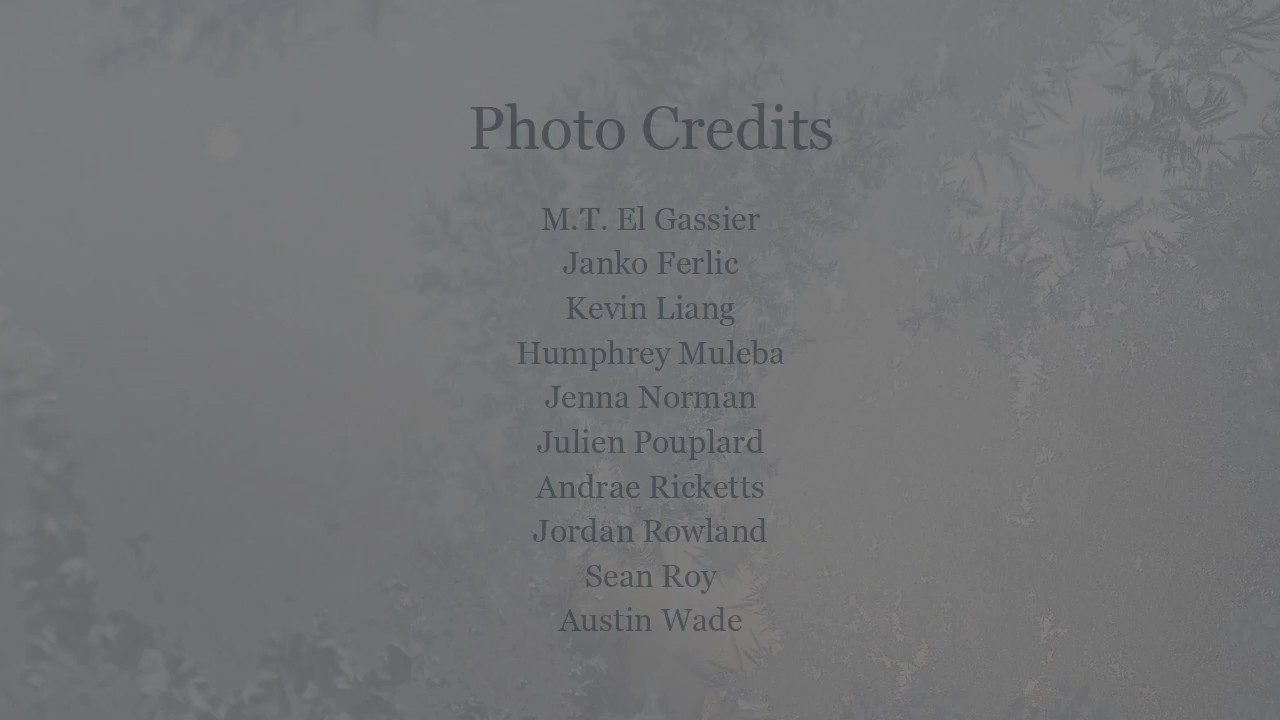 Photo Credits
M.T. El Gassier
Janko Ferlic
Kevin Liang
Humphrey Muleba
Jenna Norman
Julien Pouplard
Andrae Ricketts
Jordan Rowland
Sean Roy
Austin Wade